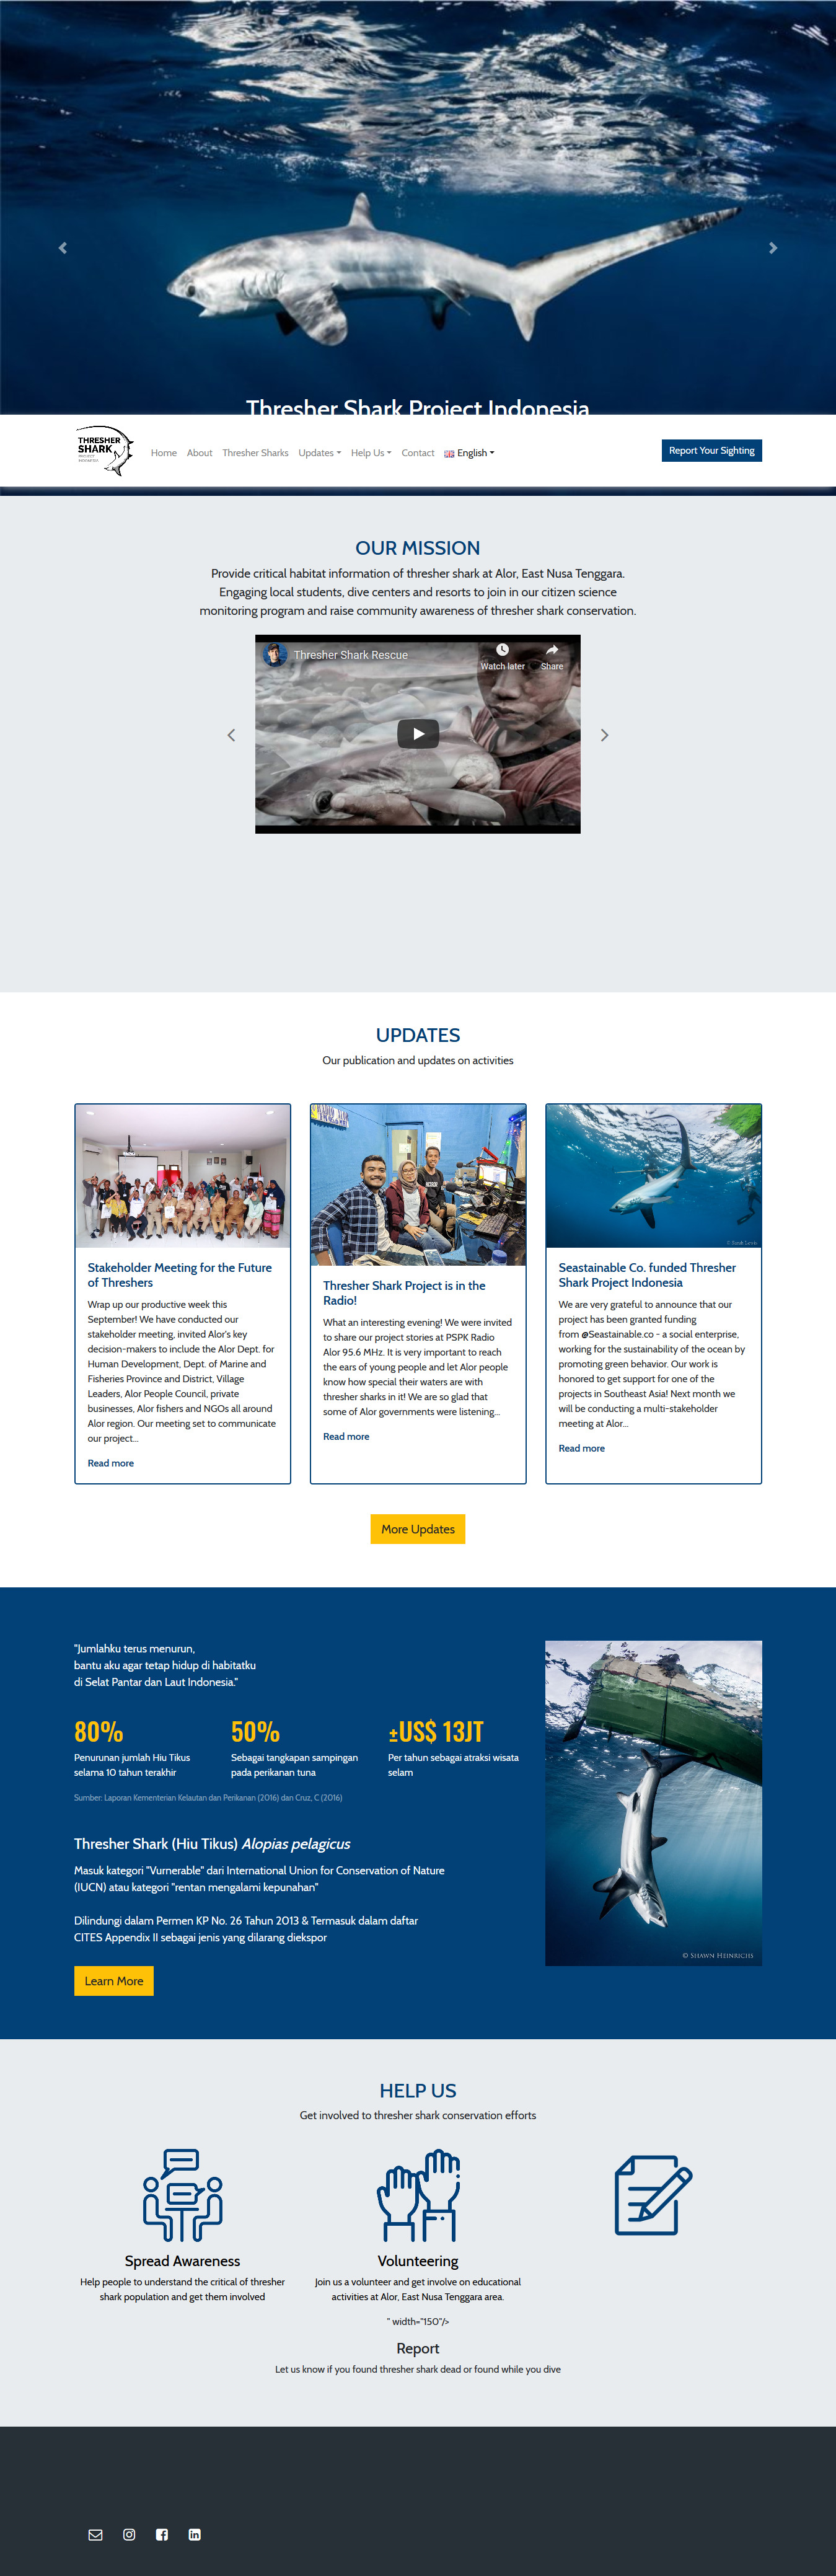 Thresher Shark Project Indonesia
THRESHER
SHARK
PROJECT
INDONESIA
Home About Thresher Sharks Updates Help Us Contact English
Report Your Sighting
OUR MISSION
Provide critical habitat information of thresher shark at Alor, East Nusa Tenggara.
Engaging local students, dive centers and resorts to join in our citizen science
monitoring program and raise community awareness of thresher shark conservation.
Thresher Shark Rescue
Watch later
Share
UPDATES
Our publication and updates on activities
Stakeholder Meeting for the Future
of Threshers
Wrap up our productive week this
September! We have conducted our
stakeholder meeting, invited Alor's key
decision-makers to include the Alor Dept. for
Human Development, Dept. of Marine and
Fisheries Province and District, Village
Leaders, Alor People Council, private
businesses, Alor fishers and NGOs all around
Alor region. Our meeting set to communicate
our project...
Read more
Thresher Shark Project is in the
Radio!
What an interesting evening! We were invited
to share our project stories at PSPK Radio
Alor 95.6 MHz. It is very important to reach
the ears of young people and let Alor people
know how special their waters are with
thresher sharks in it! We are so glad that
some of Alor governments were listening...
Read more
Seastainable Co. funded Thresher
Shark Project Indonesia
We are very grateful to announce that our
project has been granted funding
from @Seastainable.co - a social enterprise,
working for the sustainability of the ocean by
promoting green behavior. Our work is
honored to get support for one of the
projects in Southeast Asia! Next month we
will be conducting a multi-stakeholder
meeting at Alor...
Read more
More Updates
"Jumlahku terus menurun,
bantu aku agar tetap hidup di habitatku
di Selat Pantar dan Laut Indonesia."
80%
Penurunan jumlah Hiu Tikus
selama 10 tahun terakhir
50%
Sebagai tangkapan sampingan
pada perikanan tuna
±US$ 13JT
Per tahun sebagai atraksi wisata
selam
Sumber: Laporan Kementerian Kelautan dan Perikanan (2016) dan Cruz, C (2016)
Thresher Shark (Hiu Tikus) Alopias pelagicus
Masuk kategori "Vurnerable" dari International Union for Conservation of Nature
(IUCN) atau kategori "rentan mengalami kepunahan"
Dilindungi dalam Permen KP No. 26 Tahun 2013 & Termasuk dalam daftar
CITES Appendix II sebagai jenis yang dilarang diekspor
Learn More
© SHAWN HEINRICHS
HELP US
Get involved to thresher shark conservation efforts
Spread Awareness
Help people to understand the critical of thresher
shark population and get them involved
Volunteering
Join us a volunteer and get involve on educational
activities at Alor, East Nusa Tenggara area.
" width="150"/>
Report
Let us know if you found thresher shark dead or found while you dive